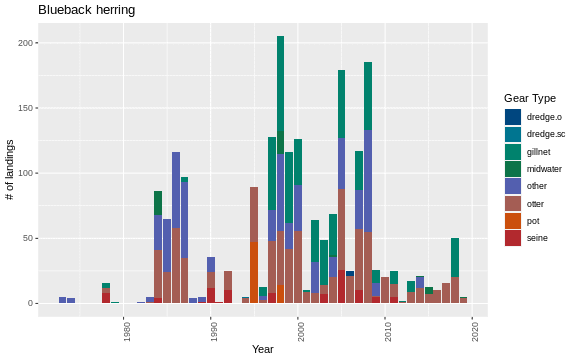 Blueback herring
# of landings
200
150
100
50
0
1980
1990
2000
2010
2020
Year
Gear Type
dredge.o
dredge.sc
gillnet
midwater
other
otter
pot
seine